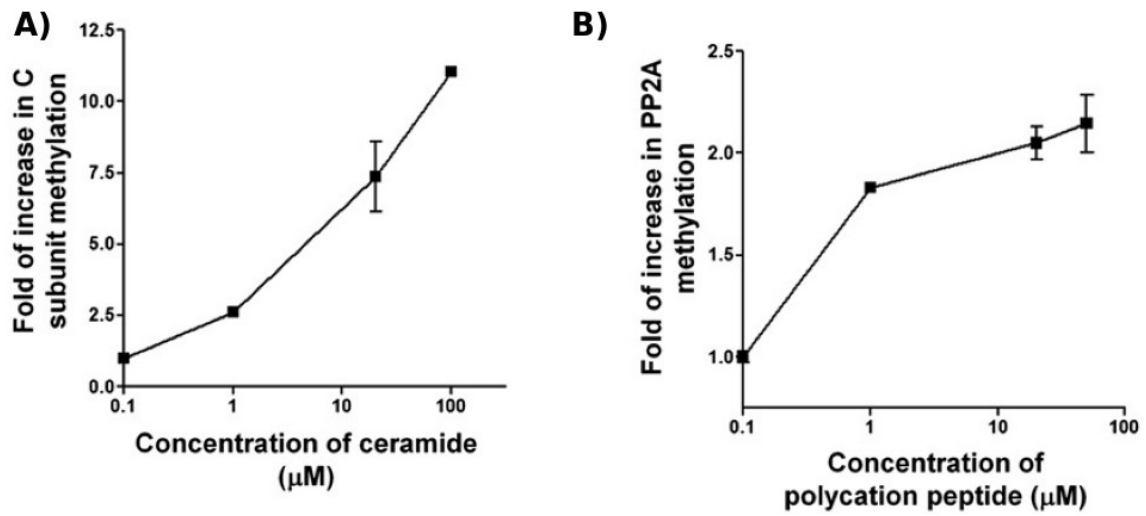 A)
12.5
10.0
7.5
5.0
2.5
0.0
Fold of increase in C
subunit methylation
0.1 1 10 100
Concentration of ceramide
(μM)
B)
2.5
2.0
1.5
1.0
Fold of increase in PP2A
methylation
0.1 1 10 100
Concentration of
polycation peptide (μM)